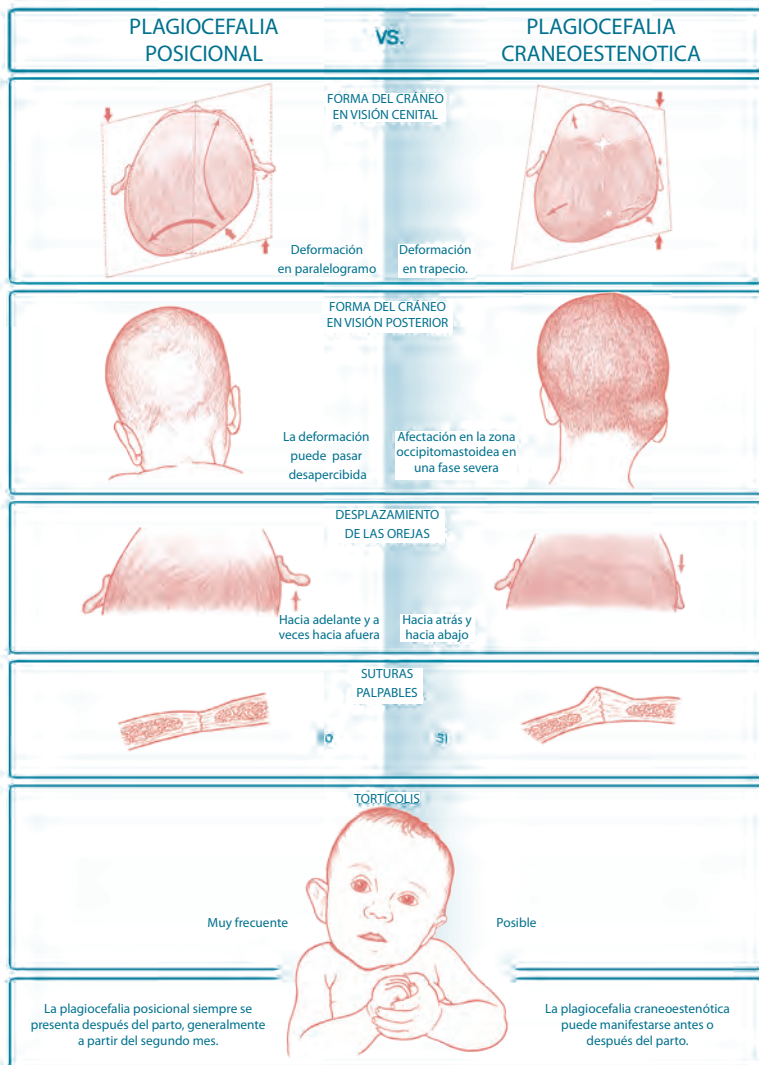 PLAGIOCEFALIA
POSICIONAL
VS.
PLAGIOCEFALIA
CRANEOESTENOTICA
FORMA DEL CRÁNEO
EN VISIÓN CENITAL
Deformación
en paralelogramo
Deformación
en trapecio.
FORMA DEL CRÁNEO
EN VISIÓN POSTERIOR
La deformación
puede pasar
desapercibida
Afectación en la zona
occipitomastoidea en
una fase severa
DESPLAZAMIENTO
DE LAS OREJAS
Hacia adelante y a
veces hacia afuera
Hacia atrás y
hacia abajo
SUTURAS
PALPABLES
SI
TORTÍCOLIS
Muy frecuente
Posible
La plagiocefalia posicional siempre se
presenta después del parto, generalmente
a partir del segundo mes.
La plagiocefalia craneoestenótica
puede manifestarse antes o
después del parto.